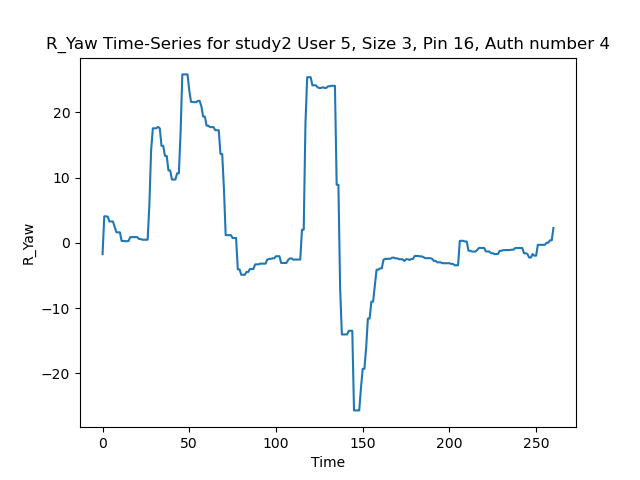 R_Yaw Time-Series for study2 User 5, Size 3, Pin 16, Auth number 4
R_Yaw
20
10
0
−10
−20
0 50 100 150 200 250
Time